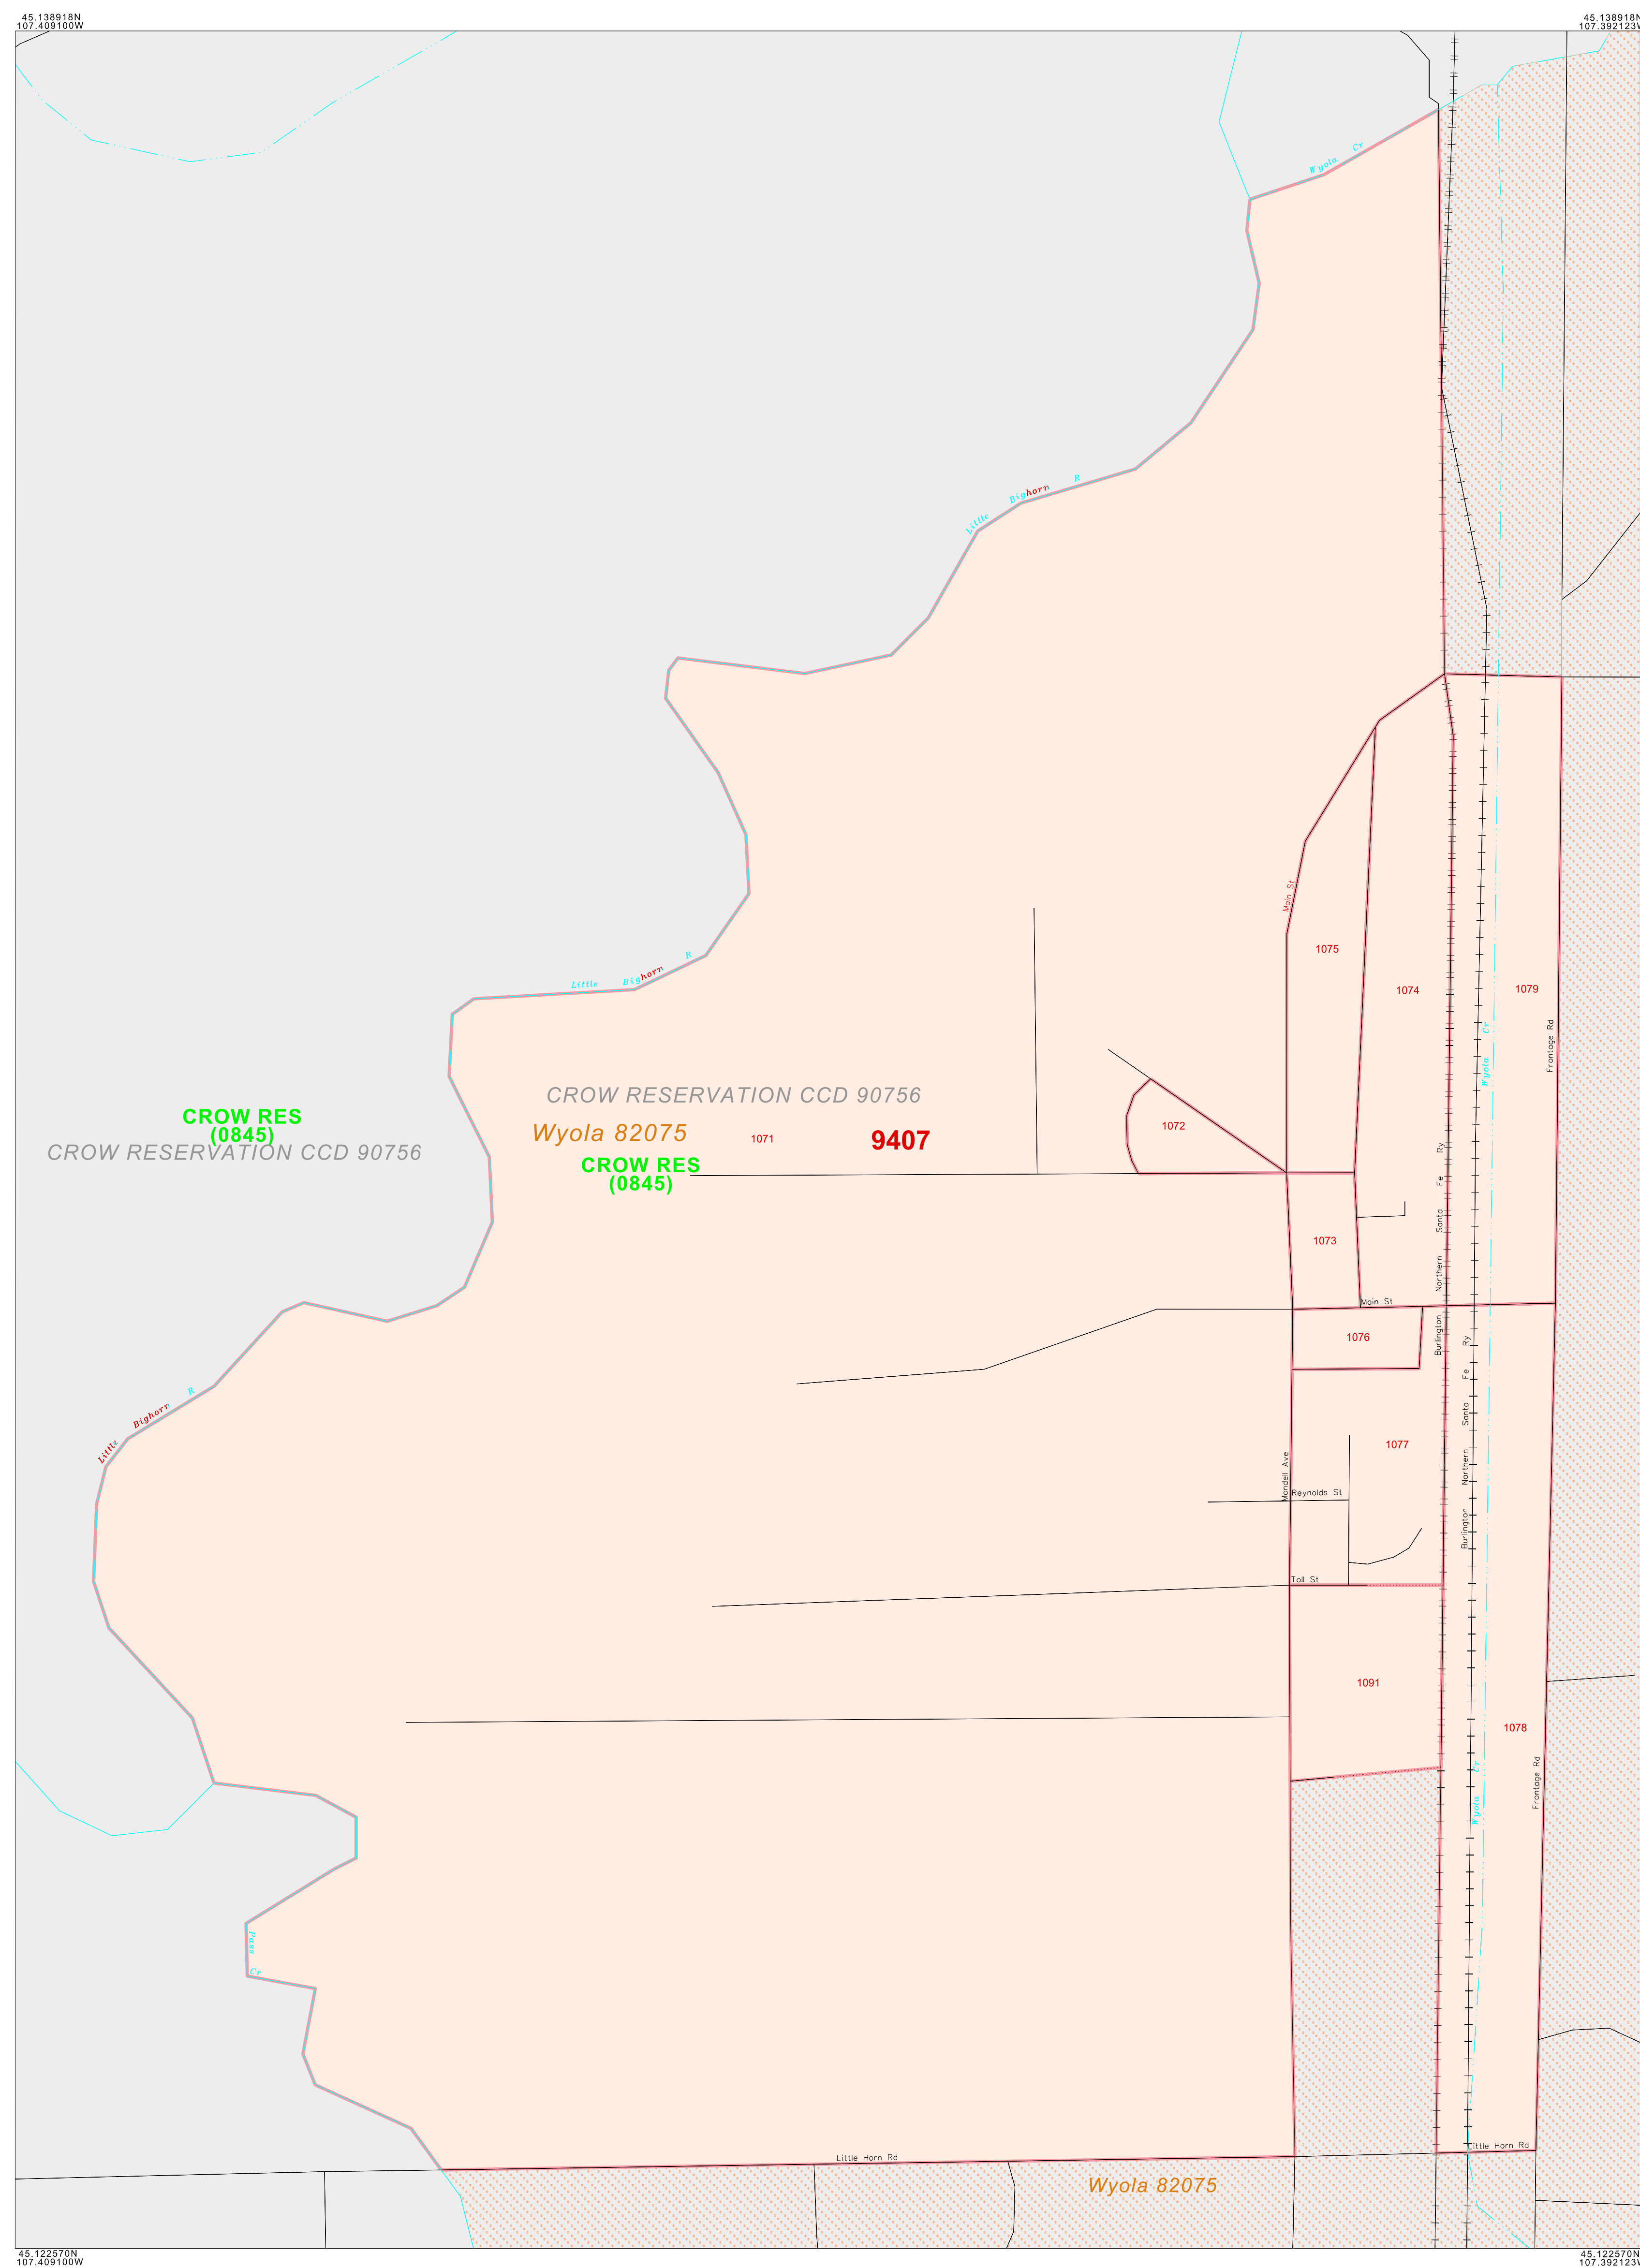 45.138918N
107.409100W
45.138918N
107.392123W
Wyola Cr
Little Bighorn R
Main St
1075
1074
1079
Little Bighorn R
Wyola Cr
Frontage Rd
CROW RESERVATION CCD 90756
CROW RES
(0845)
CROW RESERVATION CCD 90756
Wyola 82075
1071
9407
1072
CROW RES
(0845)
1073
Burlington Northern Santa Fe Ry
Main St
1076
Little Bighorn R
Burlington Northern Santa Fe Ry
1077
Mondell Ave
Reynolds St
Toll St
1091
1078
Wyola Cr
Frontage Rd
Pass Cr
Little Horn Rd
Little Horn Rd
Wyola 82075
45.122570N
107.409100W
45.122570N
107.392123W